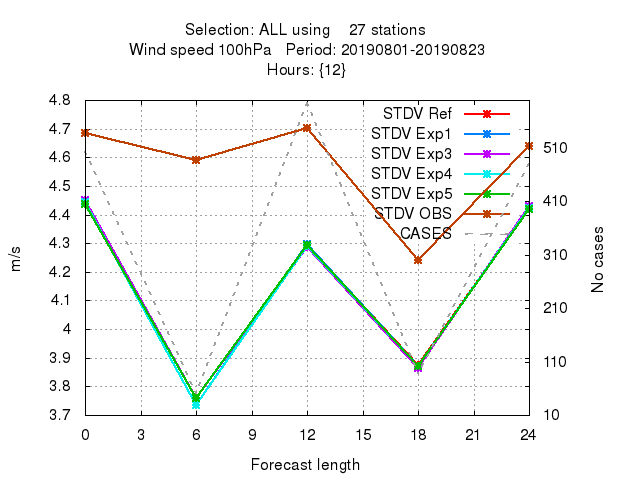 Selection: ALL using 27 stations
Wind speed 100hPa Period: 20190801-20190823
Hours: {12}
4.8
4.7
4.6
4.5
4.4
4.3
4.2
4.1
4
3.9
3.8
3.7
m/s
STDV Ref
STDV Exp1
STDV Exp3
STDV Exp4
STDV Exp5
STDV OBS
CASES
510
410
310
210
110
10
No cases
0 3 6 9 12 15 18 21 24
Forecast length